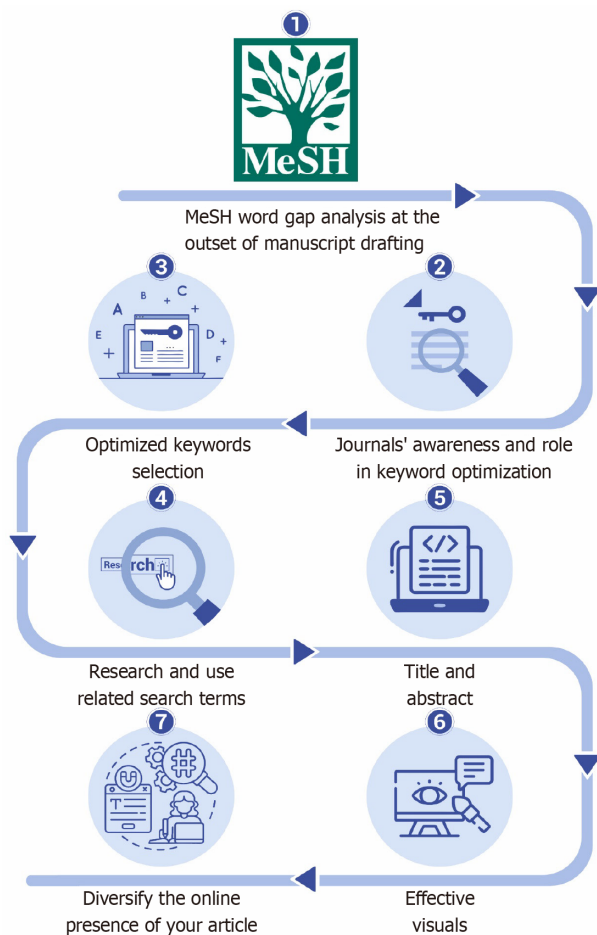 1
MeSH
MeSH word gap analysis at the
outset of manuscript drafting
3
2
A B C
E D
F
Optimized keywords
selection
Journals' awareness and role
in keyword optimization
4
5
Research
</>
Research and use
related search terms
Title and
abstract
7
6
#
T
Diversify the online
presence of your article
Effective
visuals